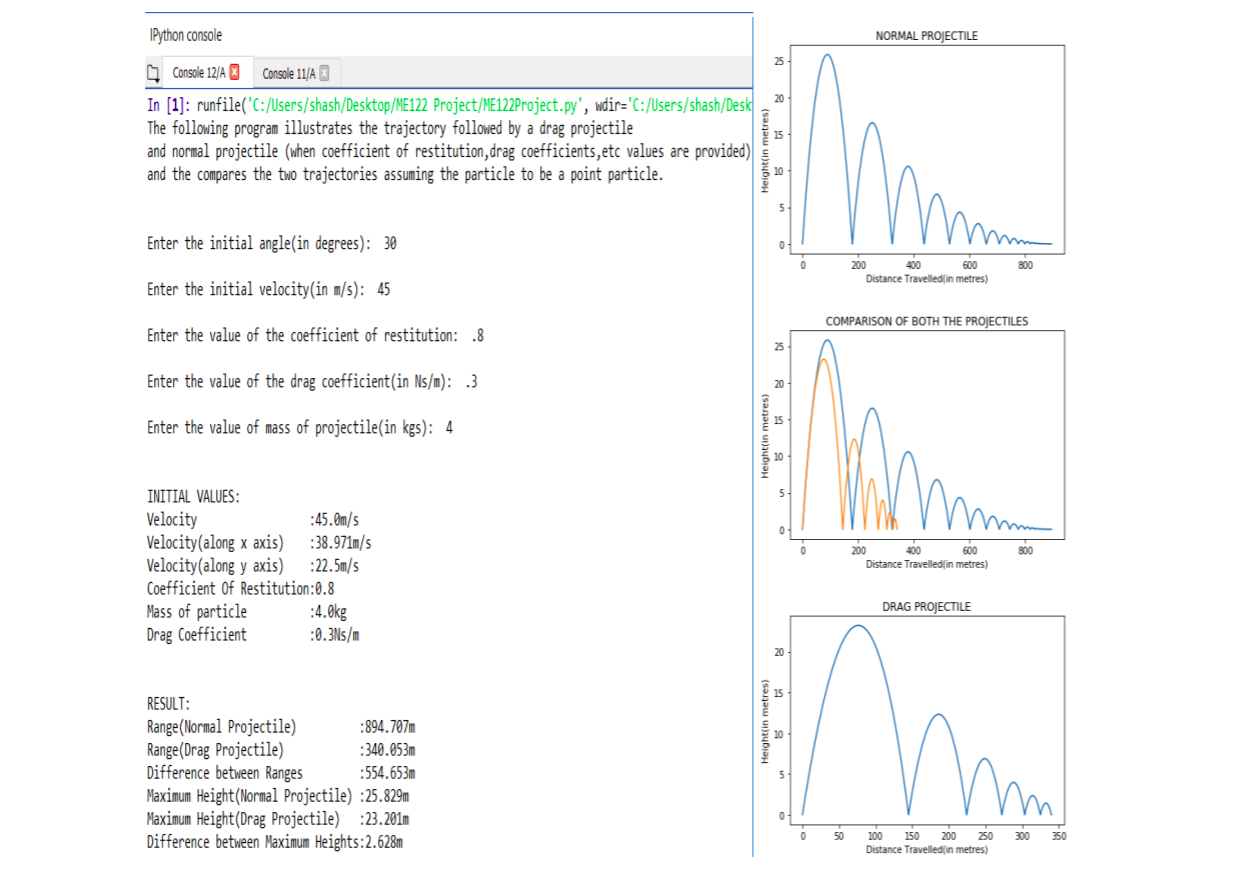 IPython console
Console 12/A
Console 11/A
In [1]: runfile('C:/Users/shash/Desktop/ME122 Project/ME122Project.py', wdir='C:/Users/shash/Desk
The following program illustrates the trajectory followed by a drag projectile
and normal projectile (when coefficient of restitution,drag coefficients,etc values are provided)
and the compares the two trajectories assuming the particle to be a point particle.
Enter the initial angle(in degrees): 30
Enter the initial velocity(in m/s): 45
Enter the value of the coefficient of restitution: .8
Enter the value of the drag coefficient(in Ns/m): .3
Enter the value of mass of projectile(in kgs): 4
INITIAL VALUES:
Velocity :45.0m/s
Velocity(along x axis) :38.971m/s
Velocity(along y axis) :22.5m/s
Coefficient Of Restitution:0.8
Mass of particle :4.0kg
Drag Coefficient :0.3Ns/m
RESULT:
Range(Normal Projectile) :894.707m
Range(Drag Projectile) :340.053m
Difference between Ranges :554.653m
Maximum Height(Normal Projectile) :25.829m
Maximum Height(Drag Projectile) :23.201m
Difference between Maximum Heights:2.628m
NORMAL PROJECTILE
Height(in metres)
25
20
15
10
5
0
0 200 400 600 800
Distance Travelled(in metres)
COMPARISON OF BOTH THE PROJECTILES
Height(in metres)
25
20
15
10
5
0
0 200 400 600 800
Distance Travelled(in metres)
DRAG PROJECTILE
Height(in metres)
20
15
10
5
0
0 50 100 150 200 250 300 350
Distance Travelled(in metres)